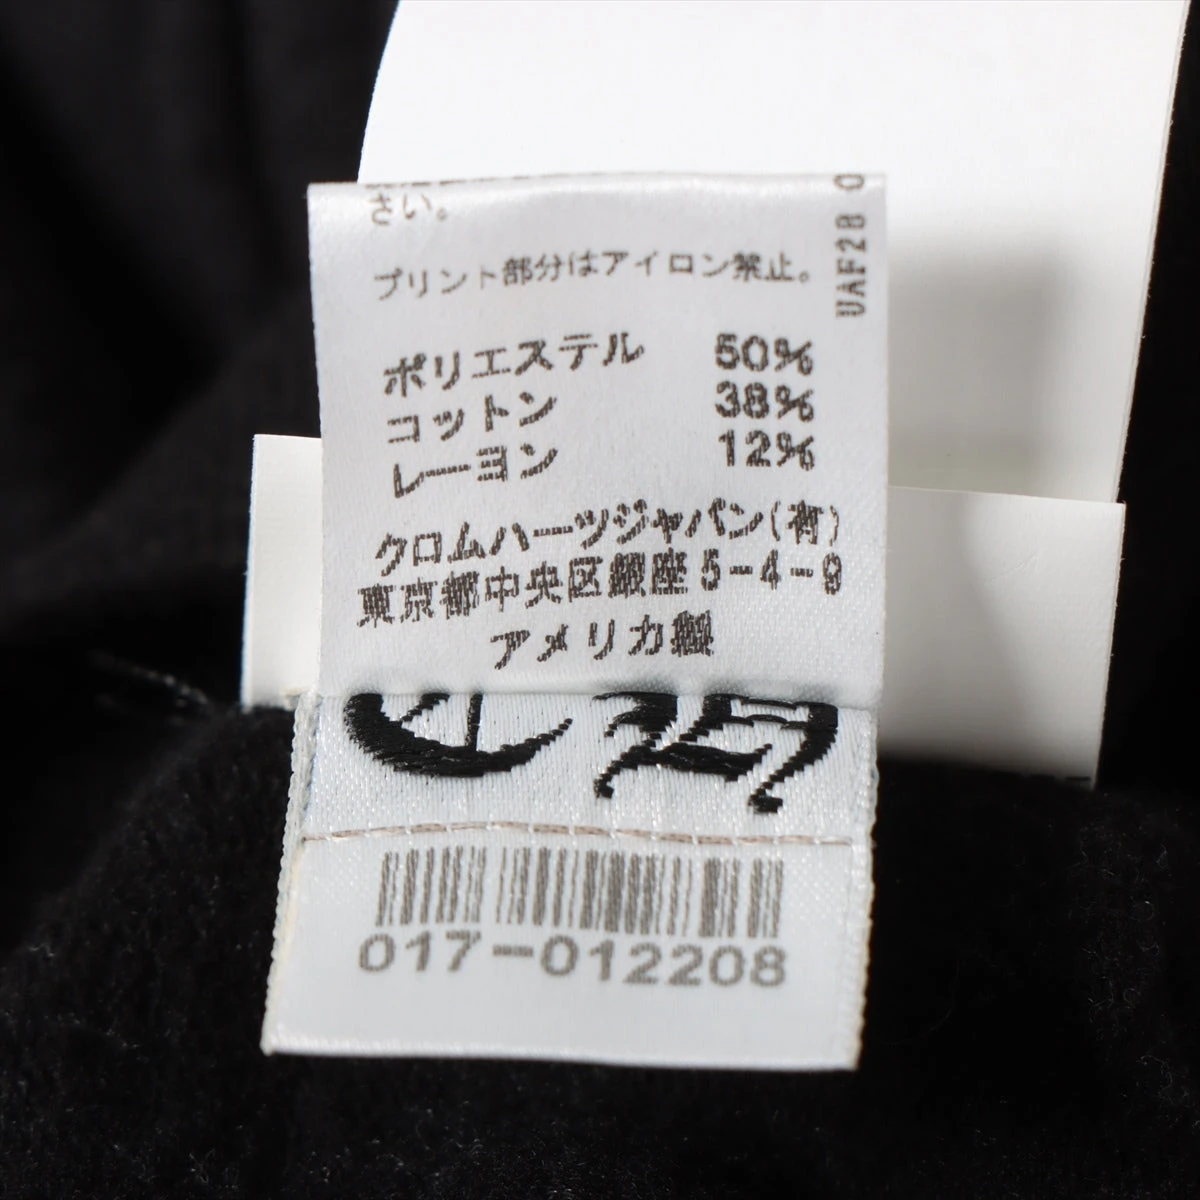 さい。
プリント部分はアイロン禁止。
ポリエステル 50%
コットン 38%
レーヨン 12%
クロムハーツジャパン(有)
東京都中央区銀座5-4-9
アメリカ製
UAF28 0
CH
017-012208